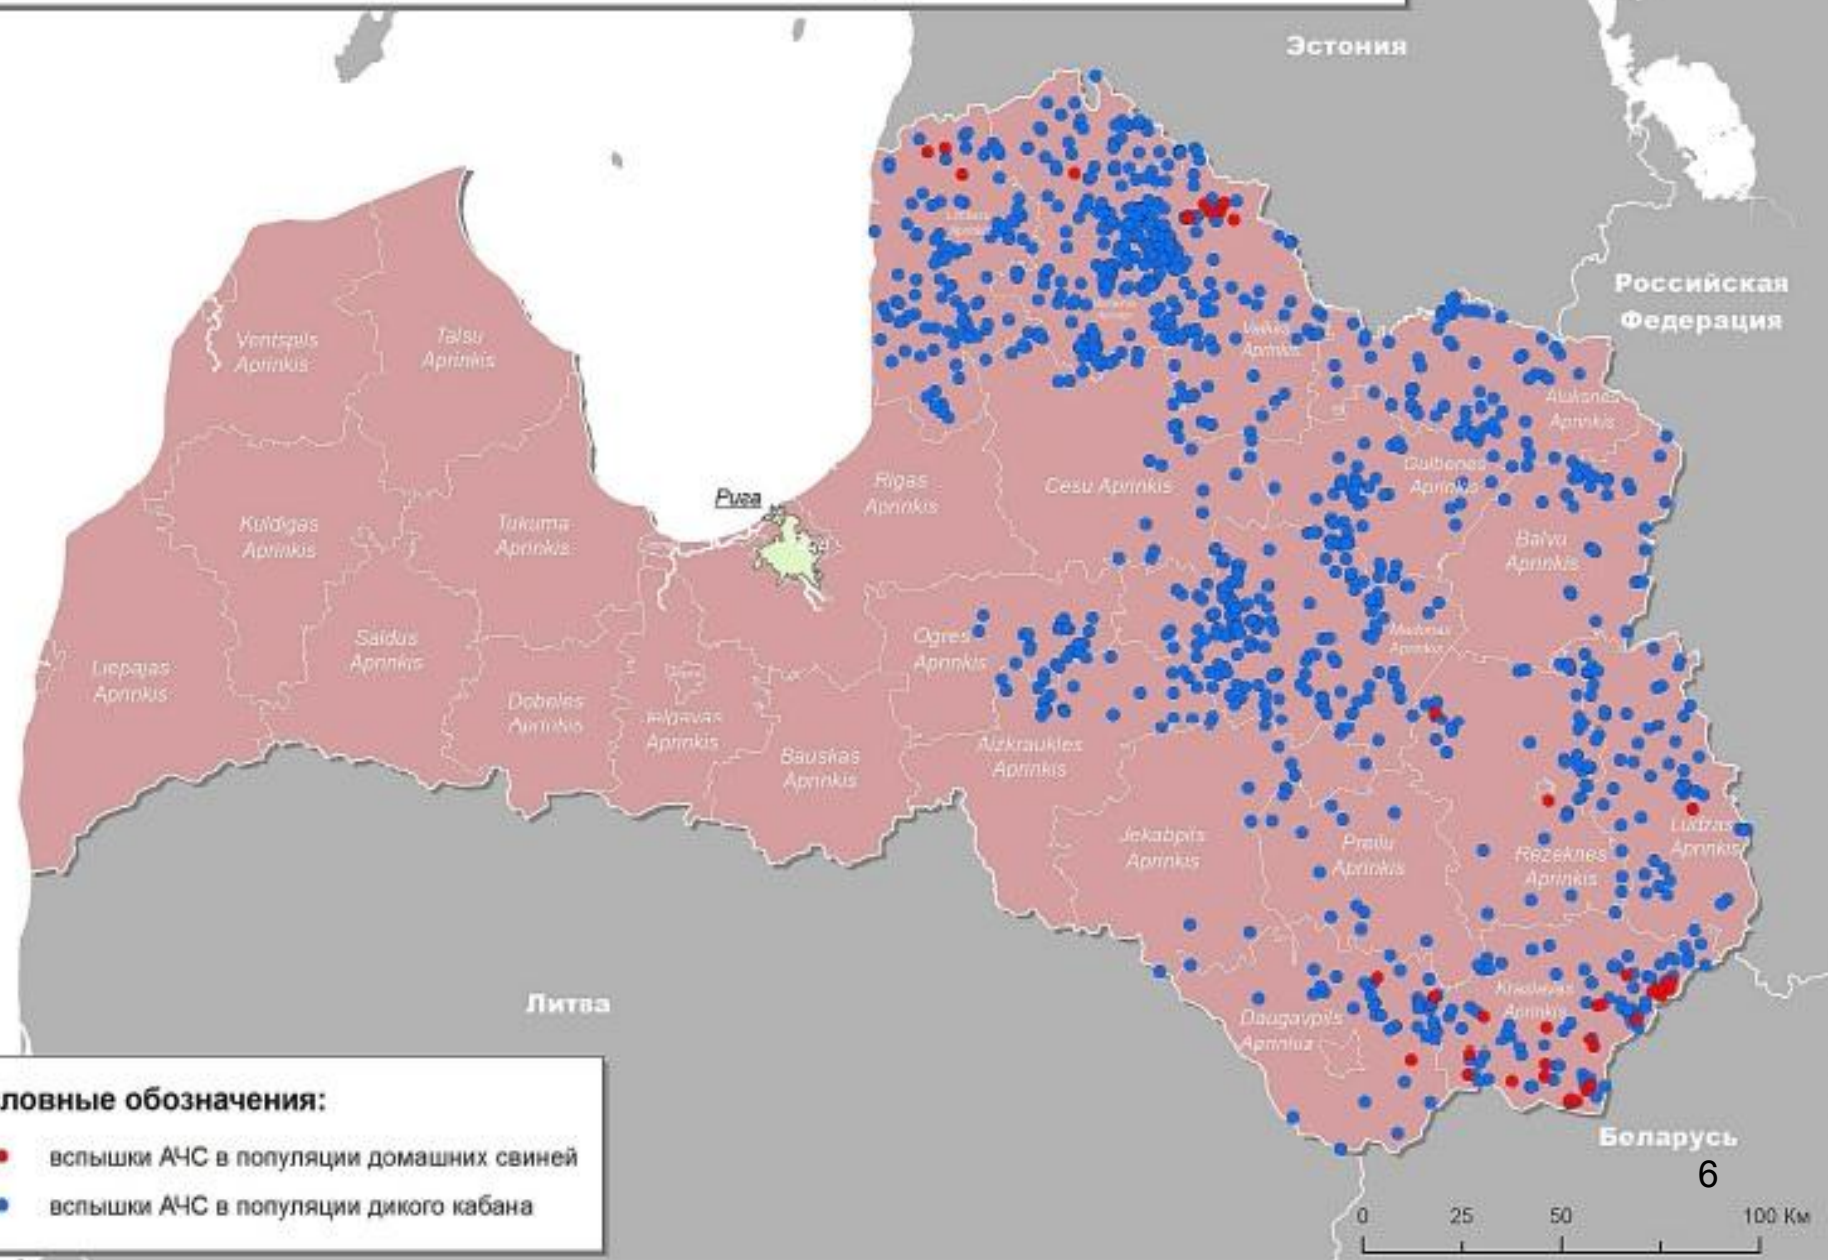 Эстония
Российская
Федерация
Ventspils
Aprinkis
Talsu
Aprinkis
Valkas
Aprinkis
Aluksnes
Aprinkis
Gulbenes
Aprinkis
Rigas
Aprinkis
Cesu Aprinkis
Рига
Kuldigas
Aprinkis
Tukuma
Aprinkis
Balvu
Aprinkis
Ogres
Aprinkis
Madonas
Aprinkis
Saldus
Aprinkis
Liepajas
Aprinkis
Dobeles
Aprinkis
Jelgavas
Aprinkis
Bauskas
Aprinkis
Aizkraukles
Aprinkis
Jekabpils
Aprinkis
Preilu
Aprinkis
Rezeknes
Aprinkis
Ludzas
Aprinkis
Kraslavas
Aprinkis
Daugavpils
Aprinkis
Литва
Беларусь
6
ловные обозначения:
вспышки АЧС в популяции домашних свиней
вспышки АЧС в популяции дикого кабана
0 25 50 100 Км